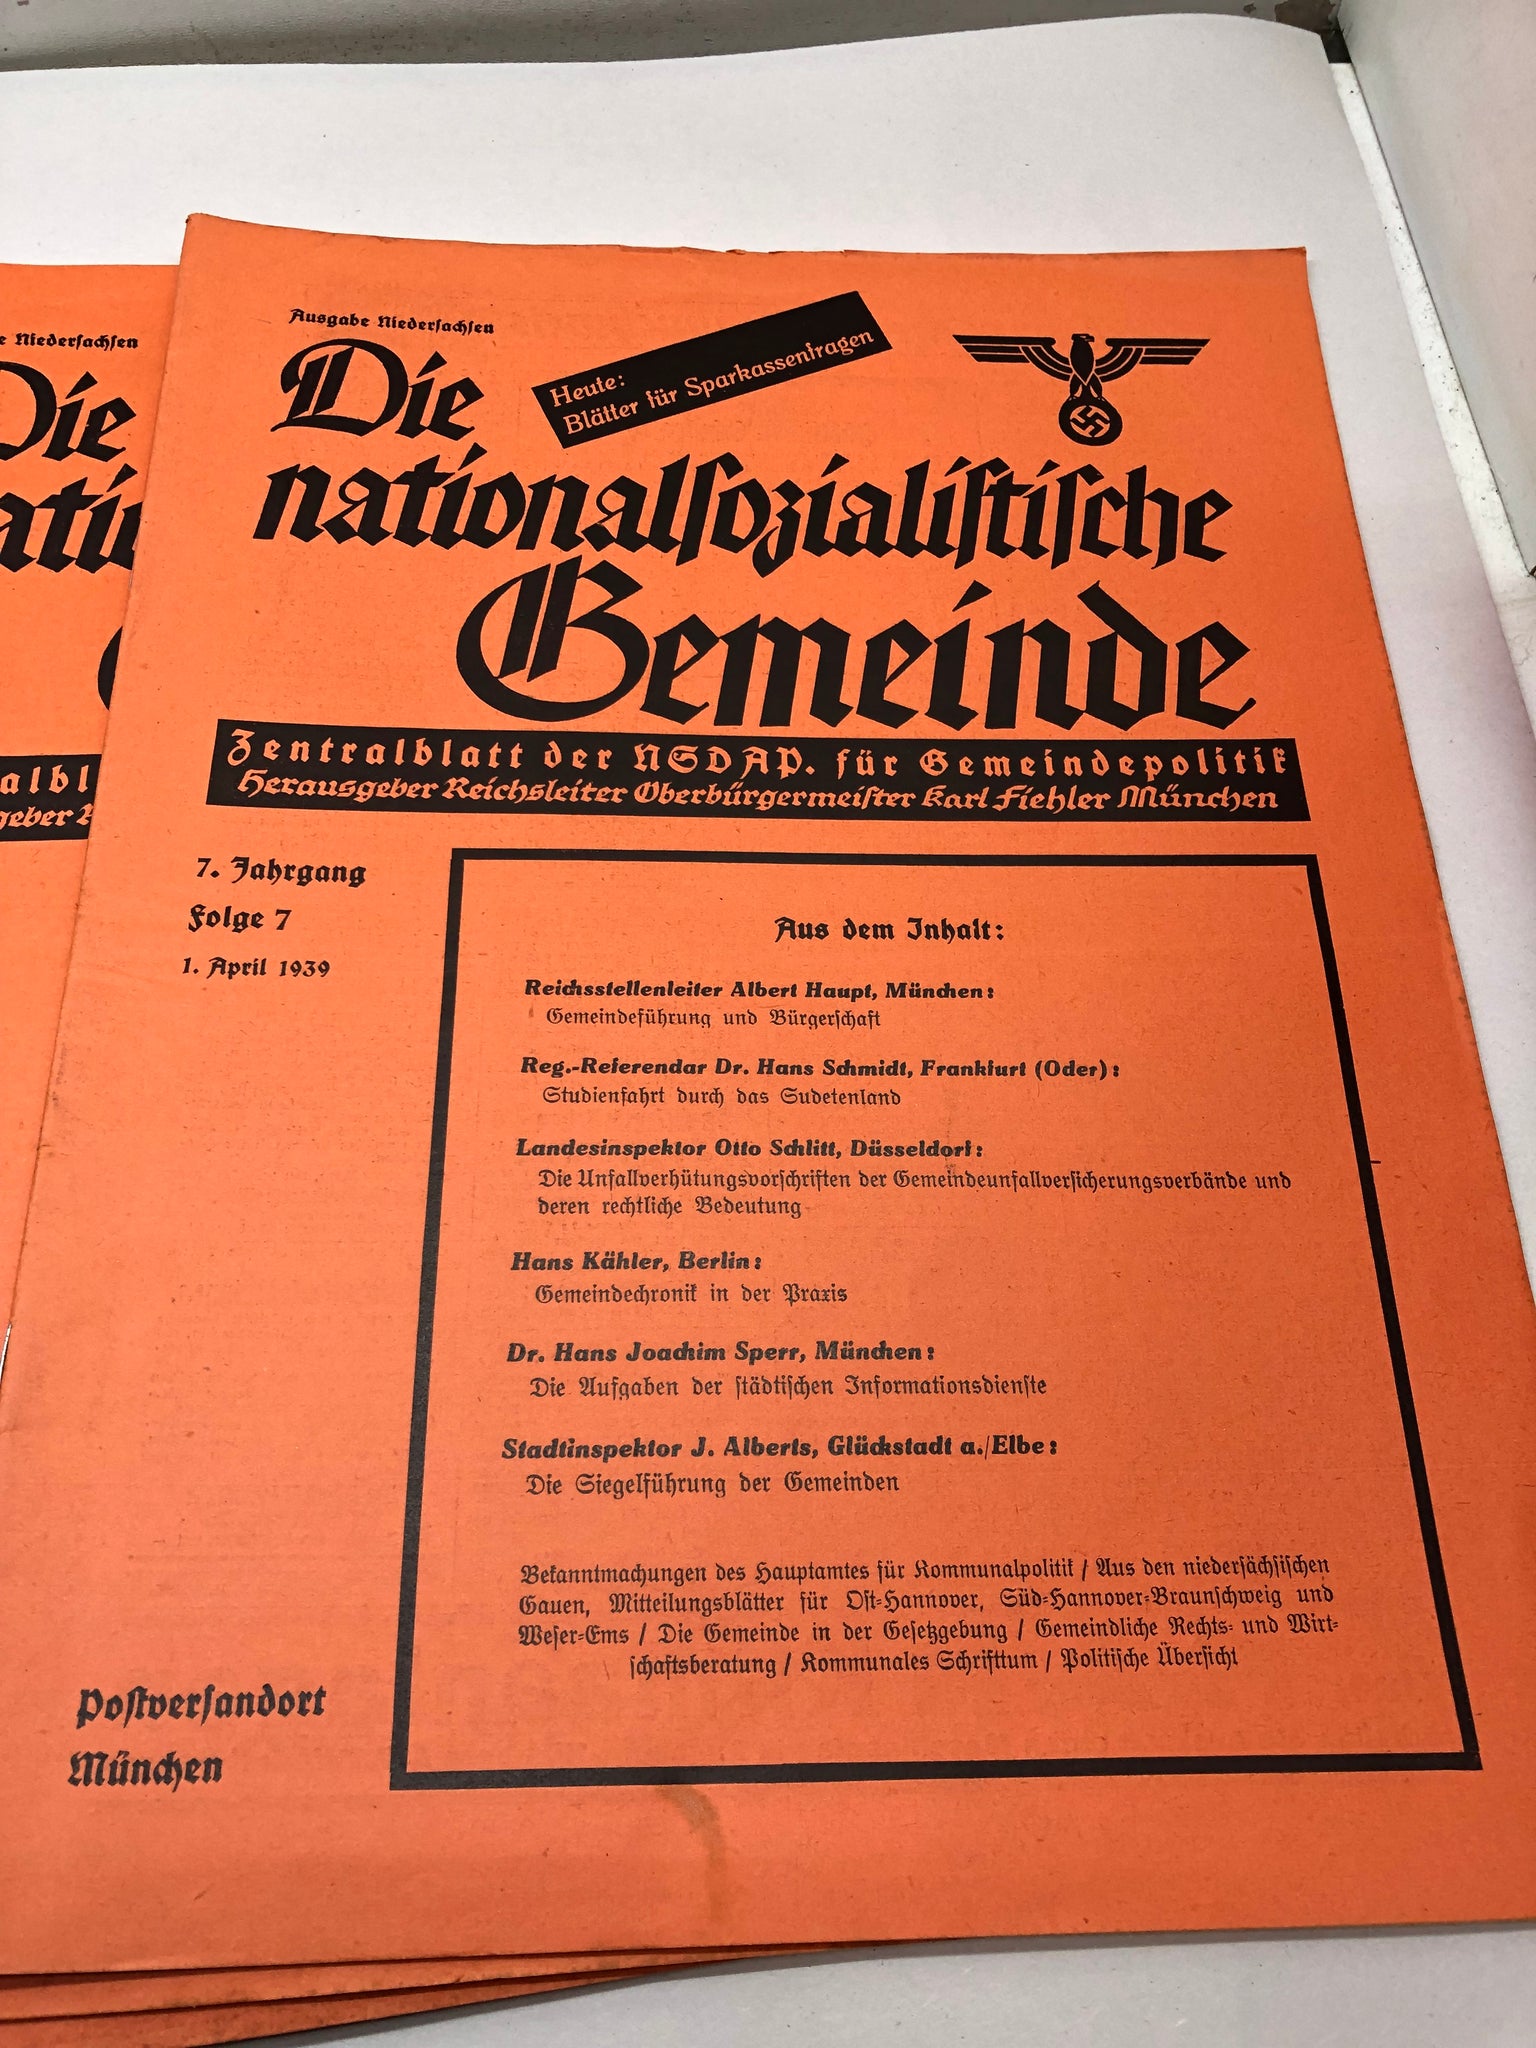 Ausgabe Niedersachsen
Heute:
Blätter für Sparkassenfragen
Die
nationalsozialistische
Gemeinde
Zentralblatt der NSDAP. für Gemeindepolitik
Herausgeber Reichsleiter Oberbürgermeister Karl Fiehler München
7. Jahrgang
Folge 7
1. April 1939
Aus dem Inhalt:
Reichsstellenleiter Albert Haupt, München:
Gemeindeführung und Bürgerschaft
Reg.-Referendar Dr. Hans Schmidt, Frankfurt (Oder):
Studienfahrt durch das Sudetenland
Landesinspektor Otto Schlitt, Düsseldorf:
Die Unfallverhütungsvorschriften der Gemeindeunfallversicherungsverbände und
deren rechtliche Bedeutung
Hans Kähler, Berlin:
Gemeindechronik in der Praxis
Dr. Hans Joachim Sperr, München:
Die Aufgaben der städtischen Informationsdienste
Stadtinspektor J. Alberts, Glückstadt a./Elbe:
Die Siegelführung der Gemeinden
Bekanntmachungen des Hauptamtes für Kommunalpolitik / Aus den niedersächsischen
Gauen, Mitteilungsblätter für Ost-Hannover, Süd-Hannover-Braunschweig und
Weser-Ems / Die Gemeinde in der Gesetzgebung / Gemeindliche Rechts- und Wirt-
schaftsberatung / Kommunales Schrifttum / Politische Übersicht
Postversandort
München
e Niedersachsen
Die
ati
albl
geber R